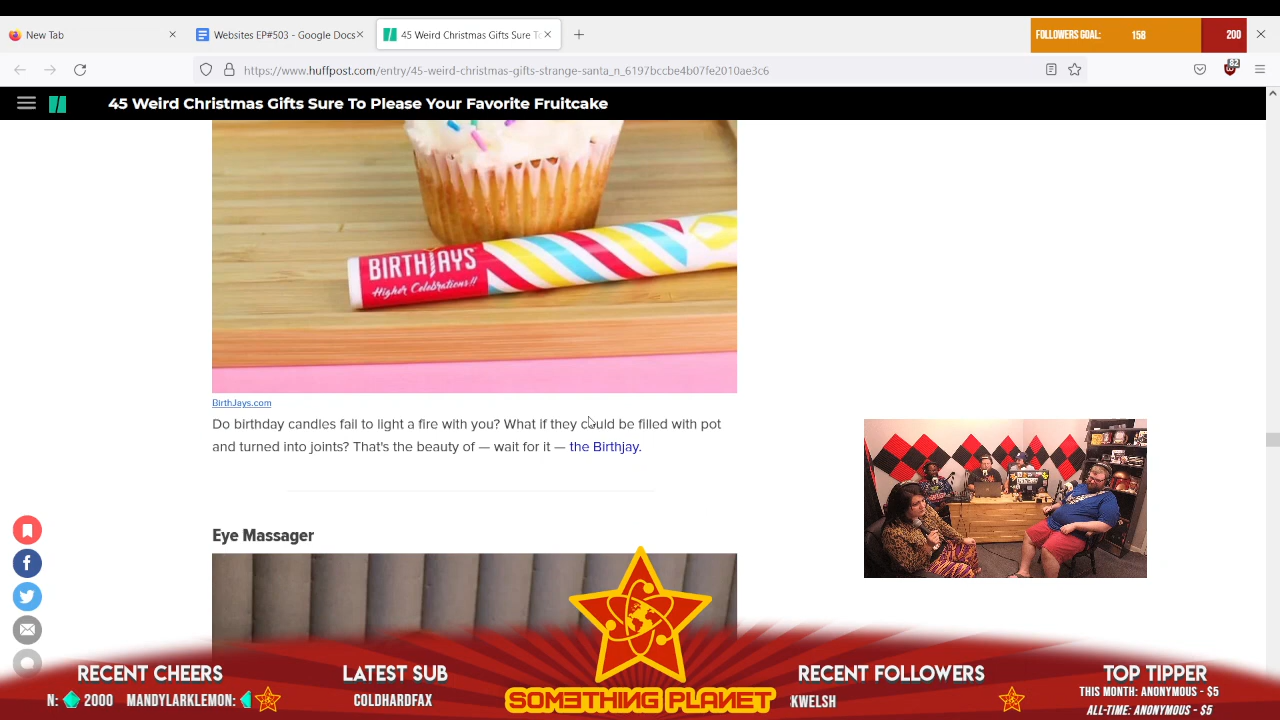 New Tab
Websites EP#503 - Google Docs
45 Weird Christmas Gifts Sure To
FOLLOWERS GOAL: 158 200
https://www.huffpost.com/entry/45-weird-christmas-gifts-strange-santa_n_6197bccbe4b07fe2010ae3c6
82
45 Weird Christmas Gifts Sure To Please Your Favorite Fruitcake
BIRTHJAYS
Higher Celebrations!!
BirthJays.com
Do birthday candles fail to light a fire with you? What if they could be filled with pot
and turned into joints? That's the beauty of — wait for it — the Birthjay.
Eye Massager
RECENT CHEERS
N: 2000 MANDYLARKLEMON:
LATEST SUB
COLDHARDFAX
SOMETHING PLANET
RECENT FOLLOWERS
KWELSH
TOP TIPPER
THIS MONTH: ANONYMOUS - $5
ALL-TIME: ANONYMOUS - $5